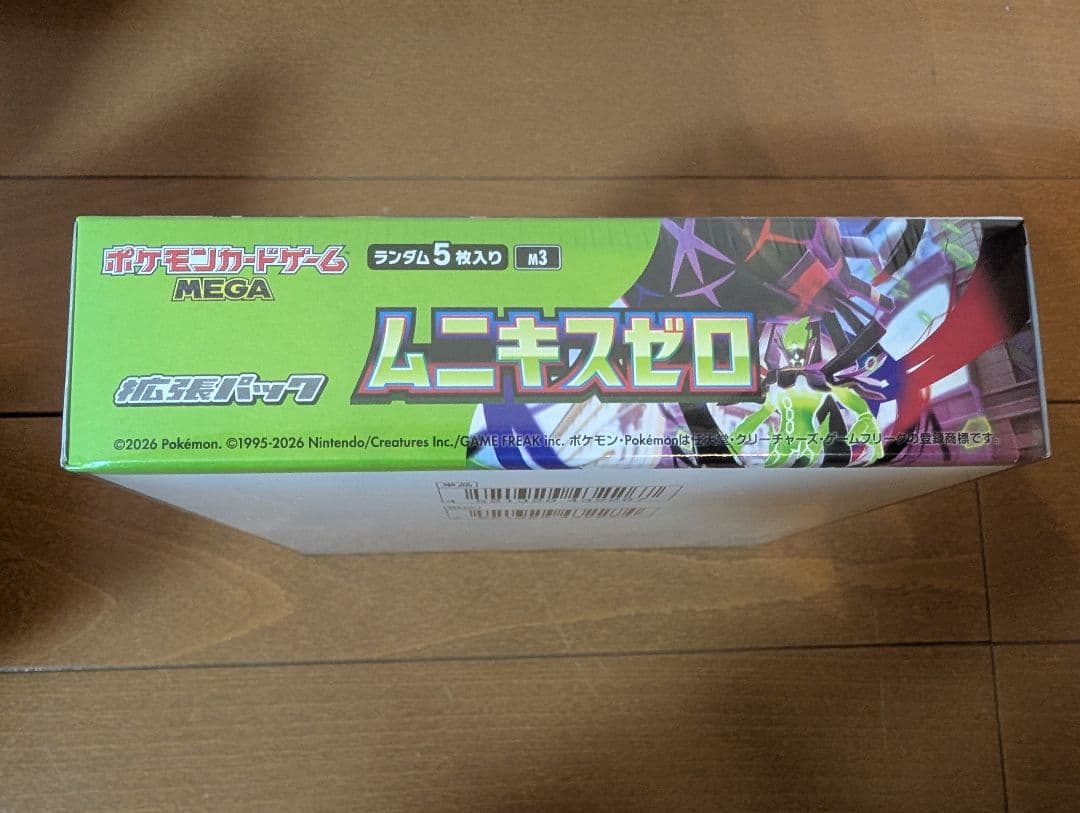 ポケモンカードゲーム
MEGA
ランダム5枚入り
M3
拡張パック
ムニキスゼロ
©2026 Pokémon. ©1995-2026 Nintendo/Creatures Inc./GAME FREAK inc. ポケモン・Pokémonは任天堂・クリーチャーズ・ゲームフリークの登録商標です。